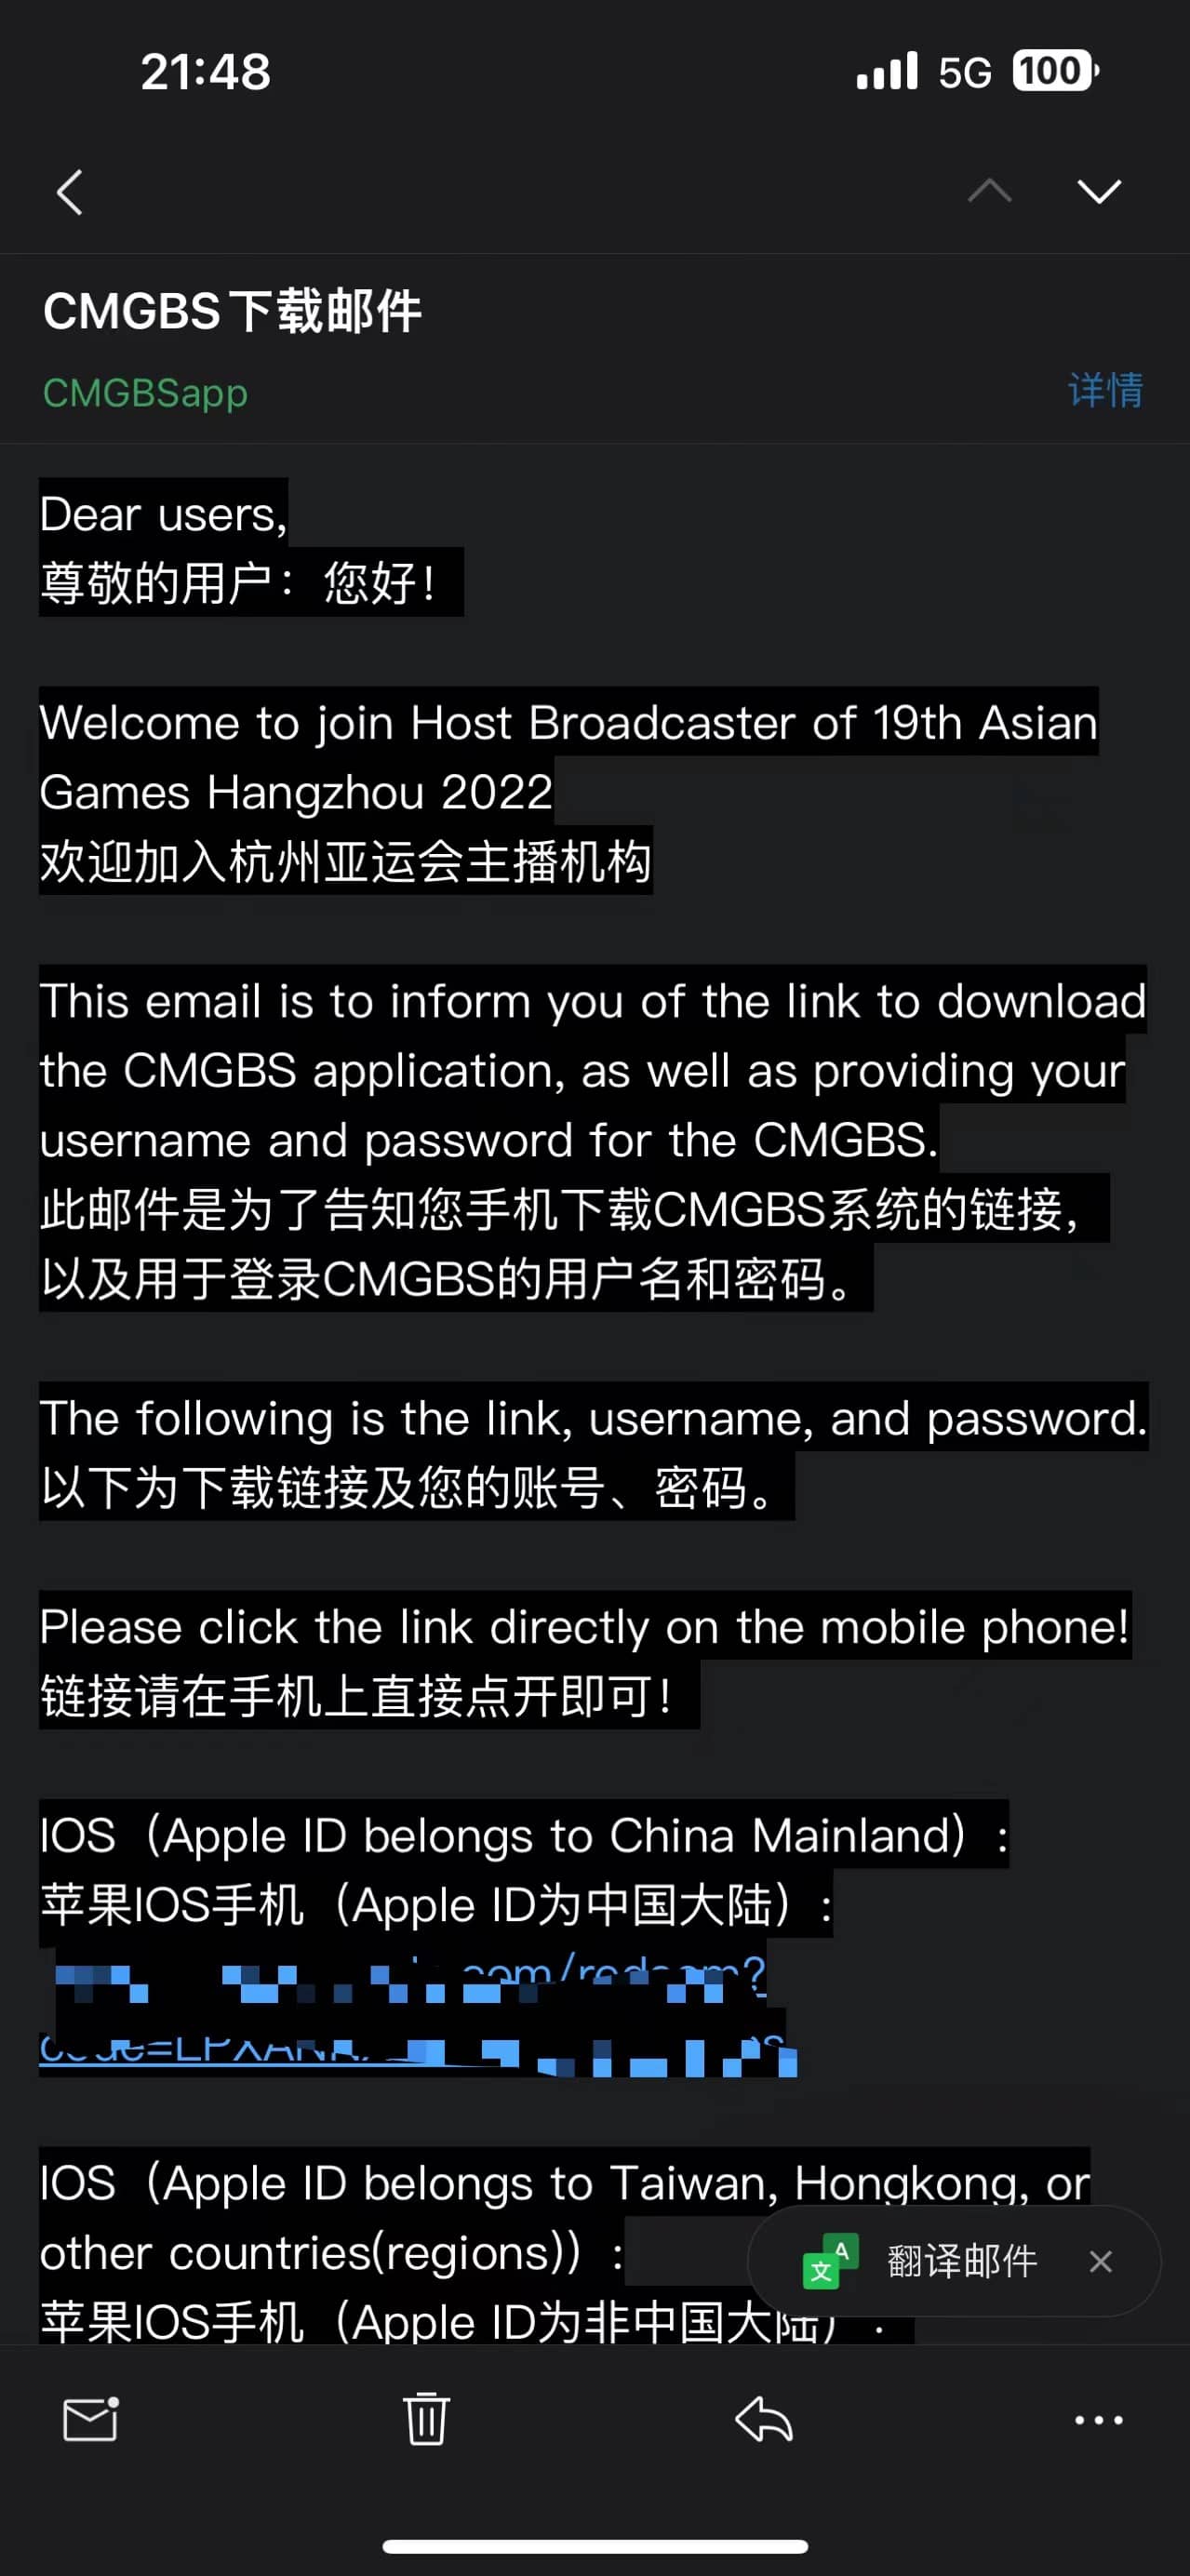 21:48
5G 100
CMGBS下载邮件
CMGBSapp
详情
Dear users,
尊敬的用户：您好！
Welcome to join Host Broadcaster of 19th Asian
Games Hangzhou 2022
欢迎加入杭州亚运会主播机构
This email is to inform you of the link to download
the CMGBS application, as well as providing your
username and password for the CMGBS.
此邮件是为了告知您手机下载CMGBS系统的链接，
以及用于登录CMGBS的用户名和密码。
The following is the link, username, and password.
以下为下载链接及您的账号、密码。
Please click the link directly on the mobile phone!
链接请在手机上直接点开即可！
IOS（Apple ID belongs to China Mainland）:
苹果IOS手机（Apple ID为中国大陆）:
IOS（Apple ID belongs to Taiwan, Hongkong, or
other countries(regions)）:
苹果IOS手机（Apple ID为非中国大陆）:
翻译邮件